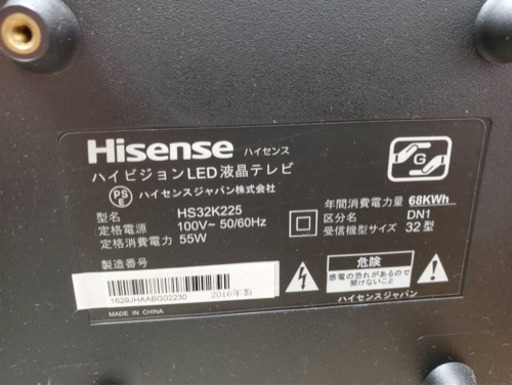 Hisense ハイセンス
ハイビジョンLED液晶テレビ
PSE ハイセンスジャパン株式会社
型名 HS32K225
定格電源 100V~ 50/60Hz
定格消費電力 55W
製造番号
1629JHAABG02230 2016年製
MADE IN CHINA
G
年間消費電力量 68KWh
区分名 DN1
受信機型サイズ 32型
危険
感電の恐れがあるので
開けないこと
ハイセンスジャパン